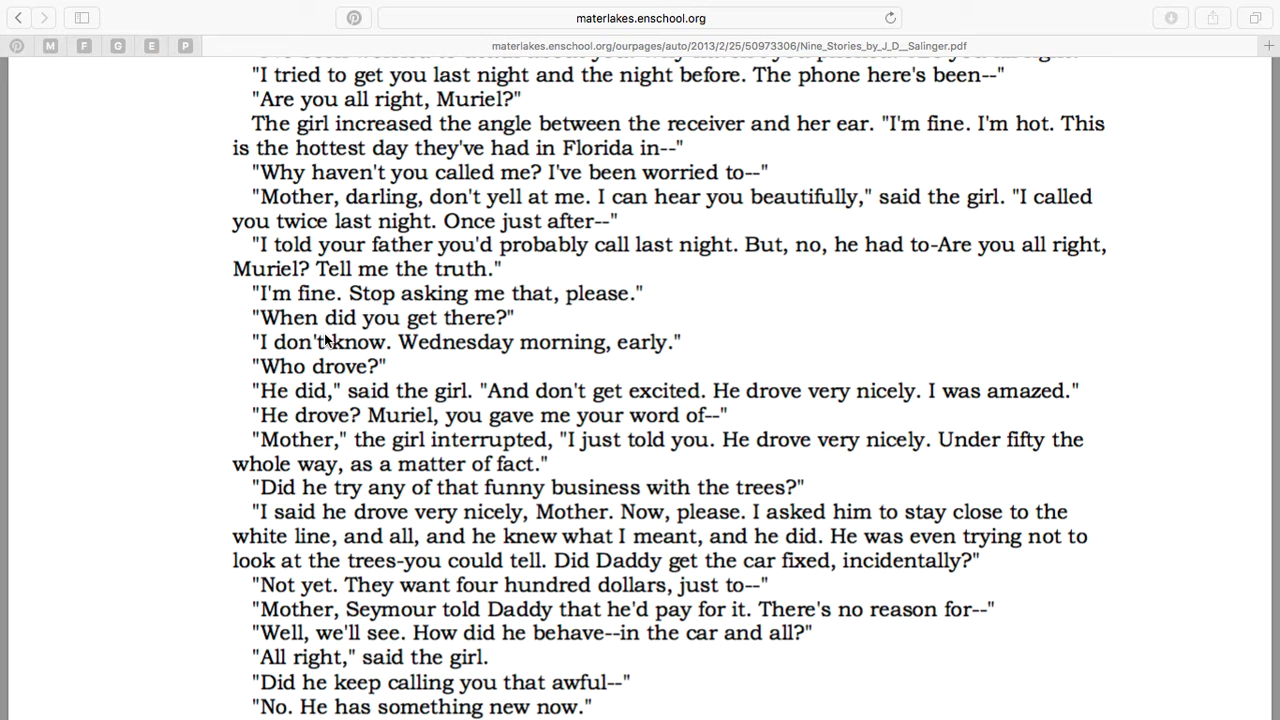 materlakes.enschool.org
M F G E P materlakes.enschool.org/ourpages/auto/2013/2/25/50973306/Nine_Stories_by_J_D__Salinger.pdf
"I tried to get you last night and the night before. The phone here's been--"
"Are you all right, Muriel?"
The girl increased the angle between the receiver and her ear. "I'm fine. I'm hot. This
is the hottest day they've had in Florida in--"
"Why haven't you called me? I've been worried to--"
"Mother, darling, don't yell at me. I can hear you beautifully," said the girl. "I called
you twice last night. Once just after--"
"I told your father you'd probably call last night. But, no, he had to-Are you all right,
Muriel? Tell me the truth."
"I'm fine. Stop asking me that, please."
"When did you get there?"
"I don't know. Wednesday morning, early."
"Who drove?"
"He did," said the girl. "And don't get excited. He drove very nicely. I was amazed."
"He drove? Muriel, you gave me your word of--"
"Mother," the girl interrupted, "I just told you. He drove very nicely. Under fifty the
whole way, as a matter of fact."
"Did he try any of that funny business with the trees?"
"I said he drove very nicely, Mother. Now, please. I asked him to stay close to the
white line, and all, and he knew what I meant, and he did. He was even trying not to
look at the trees-you could tell. Did Daddy get the car fixed, incidentally?"
"Not yet. They want four hundred dollars, just to--"
"Mother, Seymour told Daddy that he'd pay for it. There's no reason for--"
"Well, we'll see. How did he behave--in the car and all?"
"All right," said the girl.
"Did he keep calling you that awful--"
"No. He has something new now."